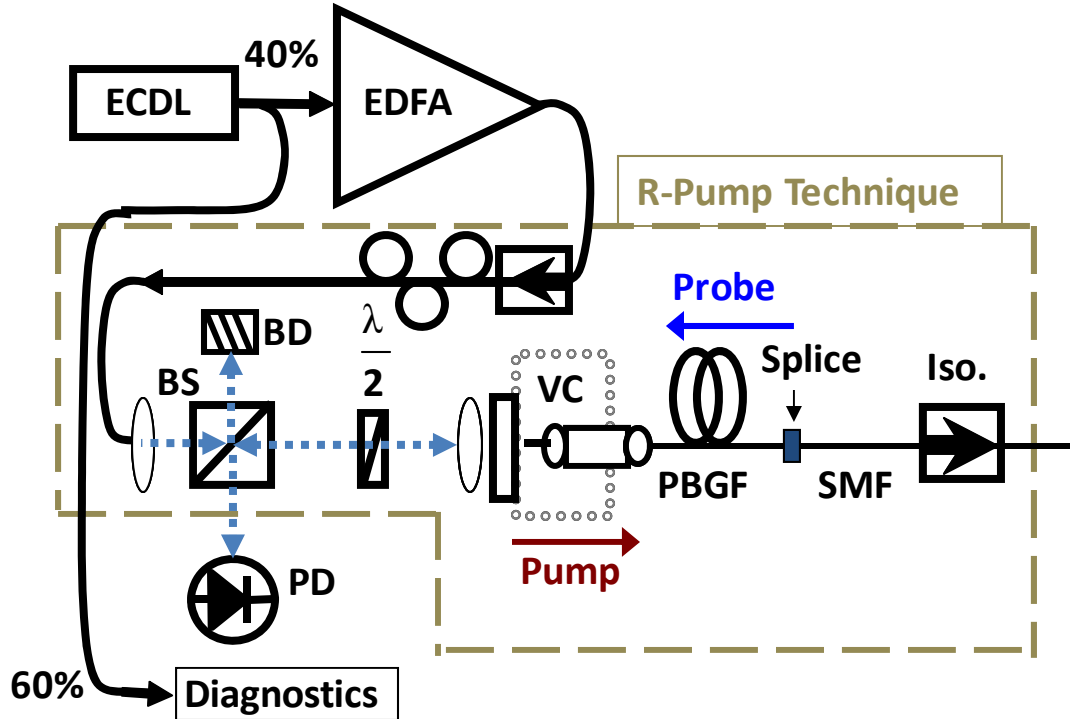 40%
ECDL
EDFA
R-Pump Technique
Probe
λ
2
BD
Splice
BS
VC
Iso.
PBGF
SMF
Pump
PD
60%
Diagnostics